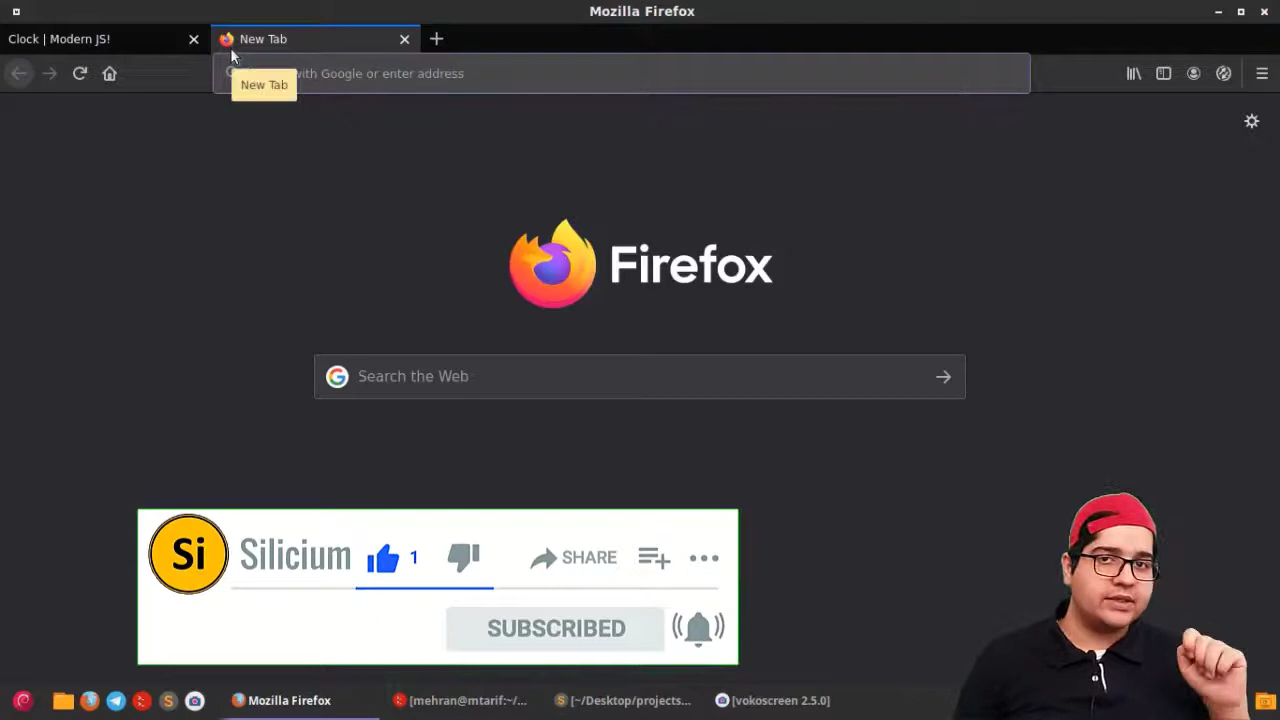 Mozilla Firefox
Clock | Modern JS!
New Tab
with Google or enter address
New Tab
Firefox
Search the Web
Si
Silicium
1
SHARE
SUBSCRIBED
Mozilla Firefox
[mehran@mtarif:~/...
[~/Desktop/projects...
[vokoscreen 2.5.0]